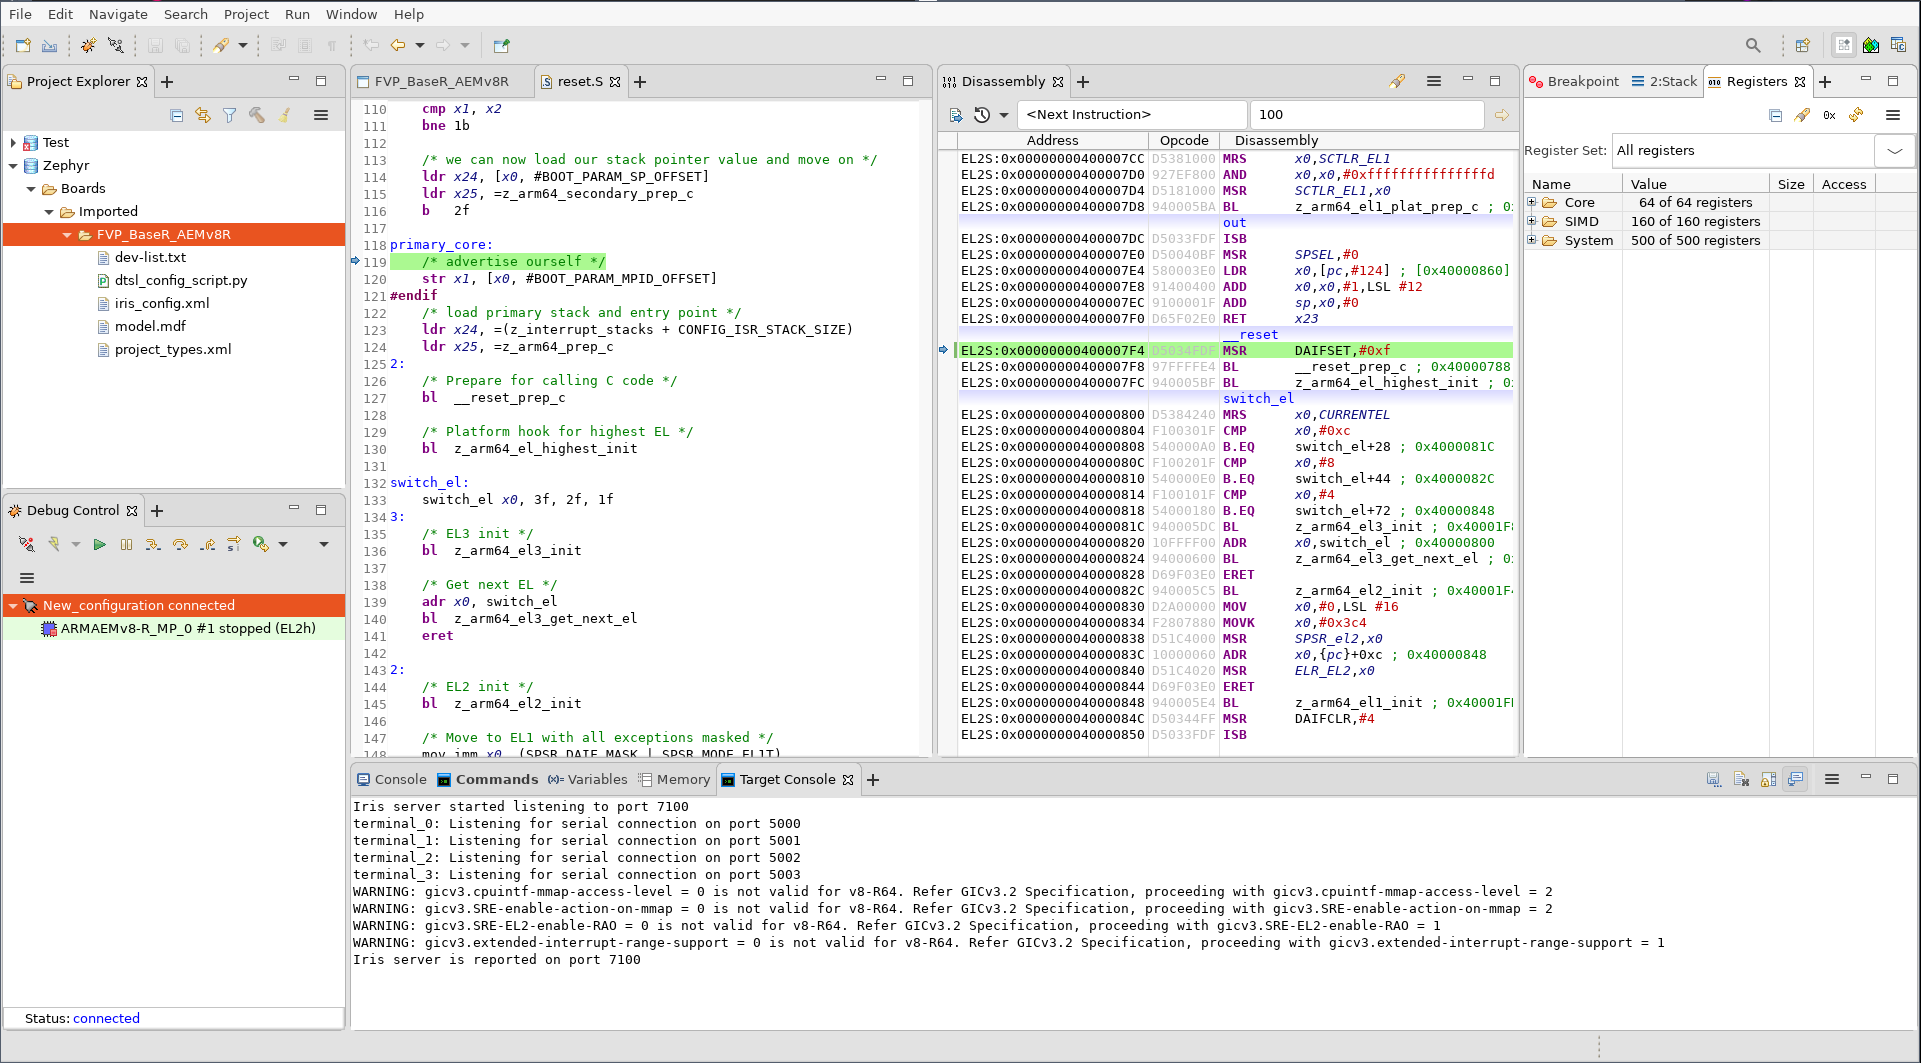 File Edit Navigate Search Project Run Window Help
Project Explorer
Test
Zephyr
Boards
Imported
FVP_BaseR_AEMv8R
dev-list.txt
dtsl_config_script.py
iris_config.xml
model.mdf
project_types.xml
Debug Control
New_configuration connected
ARMAEMv8-R_MP_0 #1 stopped (EL2h)
Status: connected
FVP_BaseR_AEMv8R reset.S
110 cmp x1, x2
111 bne 1b
112
113 /* we can now load our stack pointer value and move on */
114 ldr x24, [x0, #BOOT_PARAM_SP_OFFSET]
115 ldr x25, =z_arm64_secondary_prep_c
116 b 2f
117
118 primary_core:
119 /* advertise ourself */
120 str x1, [x0, #BOOT_PARAM_MPID_OFFSET]
121 #endif
122 /* load primary stack and entry point */
123 ldr x24, =(z_interrupt_stacks + CONFIG_ISR_STACK_SIZE)
124 ldr x25, =z_arm64_prep_c
125 2:
126 /* Prepare for calling C code */
127 bl __reset_prep_c
128
129 /* Platform hook for highest EL */
130 bl z_arm64_el_highest_init
131
132 switch_el:
133 switch_el x0, 3f, 2f, 1f
134 3:
135 /* EL3 init */
136 bl z_arm64_el3_init
137
138 /* Get next EL */
139 adr x0, switch_el
140 bl z_arm64_el3_get_next_el
141 eret
142
143 2:
144 /* EL2 init */
145 bl z_arm64_el2_init
146
147 /* Move to EL1 with all exceptions masked */
148 mov_imm x0, (SPSR_DAIF_MASK | SPSR_MODE_EL1T)
Disassembly
<Next Instruction> 100
Address Opcode Disassembly
EL2S:0x00000000400007CC D5381000 MRS x0,SCTLR_EL1
EL2S:0x00000000400007D0 927EF800 AND x0,x0,#0xfffffffffffffffd
EL2S:0x00000000400007D4 D5181000 MSR SCTLR_EL1,x0
EL2S:0x00000000400007D8 940005BA BL z_arm64_el1_plat_prep_c ; 0
out
EL2S:0x00000000400007DC D5033FDF ISB
EL2S:0x00000000400007E0 D50040BF MSR SPSEL,#0
EL2S:0x00000000400007E4 580003E0 LDR x0,[pc,#124] ; [0x40000860]
EL2S:0x00000000400007E8 91400400 ADD x0,x0,#1,LSL #12
EL2S:0x00000000400007EC 9100001F ADD sp,x0,#0
EL2S:0x00000000400007F0 D65F02E0 RET x23
__reset
EL2S:0x00000000400007F4 D5034FDF MSR DAIFSET,#0xf
EL2S:0x00000000400007F8 97FFFFE4 BL __reset_prep_c ; 0x40000788
EL2S:0x00000000400007FC 940005BF BL z_arm64_el_highest_init ; 0
switch_el
EL2S:0x0000000040000800 D5384240 MRS x0,CURRENTEL
EL2S:0x0000000040000804 F100301F CMP x0,#0xc
EL2S:0x0000000040000808 540000A0 B.EQ switch_el+28 ; 0x4000081C
EL2S:0x000000004000080C F100201F CMP x0,#8
EL2S:0x0000000040000810 540000E0 B.EQ switch_el+44 ; 0x4000082C
EL2S:0x0000000040000814 F100101F CMP x0,#4
EL2S:0x0000000040000818 54000180 B.EQ switch_el+72 ; 0x40000848
EL2S:0x000000004000081C 940005DC BL z_arm64_el3_init ; 0x40001F
EL2S:0x0000000040000820 10FFFF00 ADR x0,switch_el ; 0x40000800
EL2S:0x0000000040000824 94000600 BL z_arm64_el3_get_next_el ; 0
EL2S:0x0000000040000828 D69F03E0 ERET
EL2S:0x000000004000082C 940005C5 BL z_arm64_el2_init ; 0x40001F
EL2S:0x0000000040000830 D2A00000 MOV x0,#0,LSL #16
EL2S:0x0000000040000834 F2807880 MOVK x0,#0x3c4
EL2S:0x0000000040000838 D51C4000 MSR SPSR_el2,x0
EL2S:0x000000004000083C 10000060 ADR x0,{pc}+0xc ; 0x40000848
EL2S:0x0000000040000840 D51C4020 MSR ELR_EL2,x0
EL2S:0x0000000040000844 D69F03E0 ERET
EL2S:0x0000000040000848 940005E4 BL z_arm64_el1_init ; 0x40001F
EL2S:0x000000004000084C D50344FF MSR DAIFCLR,#4
EL2S:0x0000000040000850 D5033FDF ISB
Breakpoint 2:Stack Registers
0x
Register Set: All registers
Name Value Size Access
Core 64 of 64 registers
SIMD 160 of 160 registers
System 500 of 500 registers
Console Commands Variables Memory Target Console
Iris server started listening to port 7100
terminal_0: Listening for serial connection on port 5000
terminal_1: Listening for serial connection on port 5001
terminal_2: Listening for serial connection on port 5002
terminal_3: Listening for serial connection on port 5003
WARNING: gicv3.cpuintf-mmap-access-level = 0 is not valid for v8-R64. Refer GICv3.2 Specification, proceeding with gicv3.cpuintf-mmap-access-level = 2
WARNING: gicv3.SRE-enable-action-on-mmap = 0 is not valid for v8-R64. Refer GICv3.2 Specification, proceeding with gicv3.SRE-enable-action-on-mmap = 2
WARNING: gicv3.SRE-EL2-enable-RAO = 0 is not valid for v8-R64. Refer GICv3.2 Specification, proceeding with gicv3.SRE-EL2-enable-RAO = 1
WARNING: gicv3.extended-interrupt-range-support = 0 is not valid for v8-R64. Refer GICv3.2 Specification, proceeding with gicv3.extended-interrupt-range-support = 1
Iris server is reported on port 7100